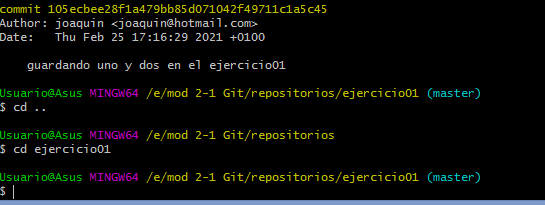 commit 105ecbee28f1a479bb85d071042f49711c1a5c45
Author: joaquin <joaquin@hotmail.com>
Date:   Thu Feb 25 17:16:29 2021 +0100
guardando uno y dos en el ejercicio01
Usuario@Asus MINGW64 /e/mod 2-1 Git/repositorios/ejercicio01 (master)
$ cd ..
Usuario@Asus MINGW64 /e/mod 2-1 Git/repositorios
$ cd ejercicio01
Usuario@Asus MINGW64 /e/mod 2-1 Git/repositorios/ejercicio01 (master)
$